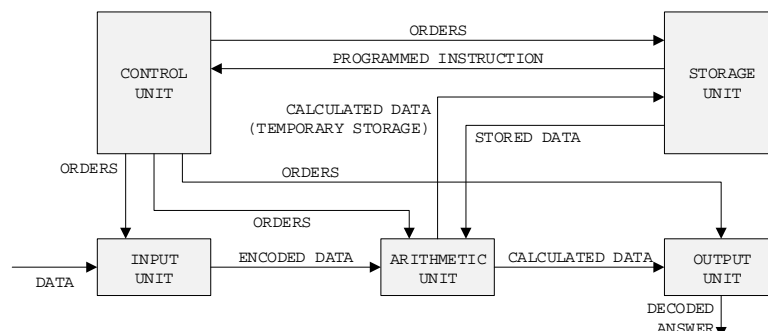 ORDERS
PROGRAMMED INSTRUCTION
CONTROL
UNIT
STORAGE
UNIT
CALCULATED DATA
(TEMPORARY STORAGE)
STORED DATA
ORDERS
ORDERS
ORDERS
INPUT
UNIT
ENCODED DATA
ARITHMETIC
UNIT
CALCULATED DATA
OUTPUT
UNIT
DATA
DECODED
ANSWER